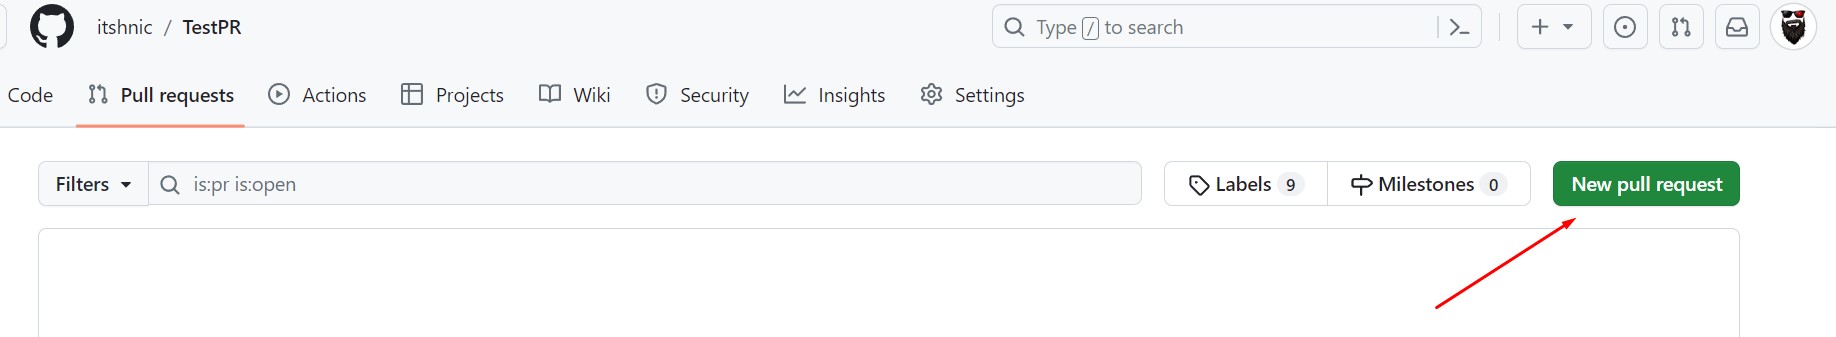 itshnic / TestPR
Type / to search
Code Pull requests Actions Projects Wiki Security Insights Settings
Filters is:pr is:open Labels 9 Milestones 0 New pull request